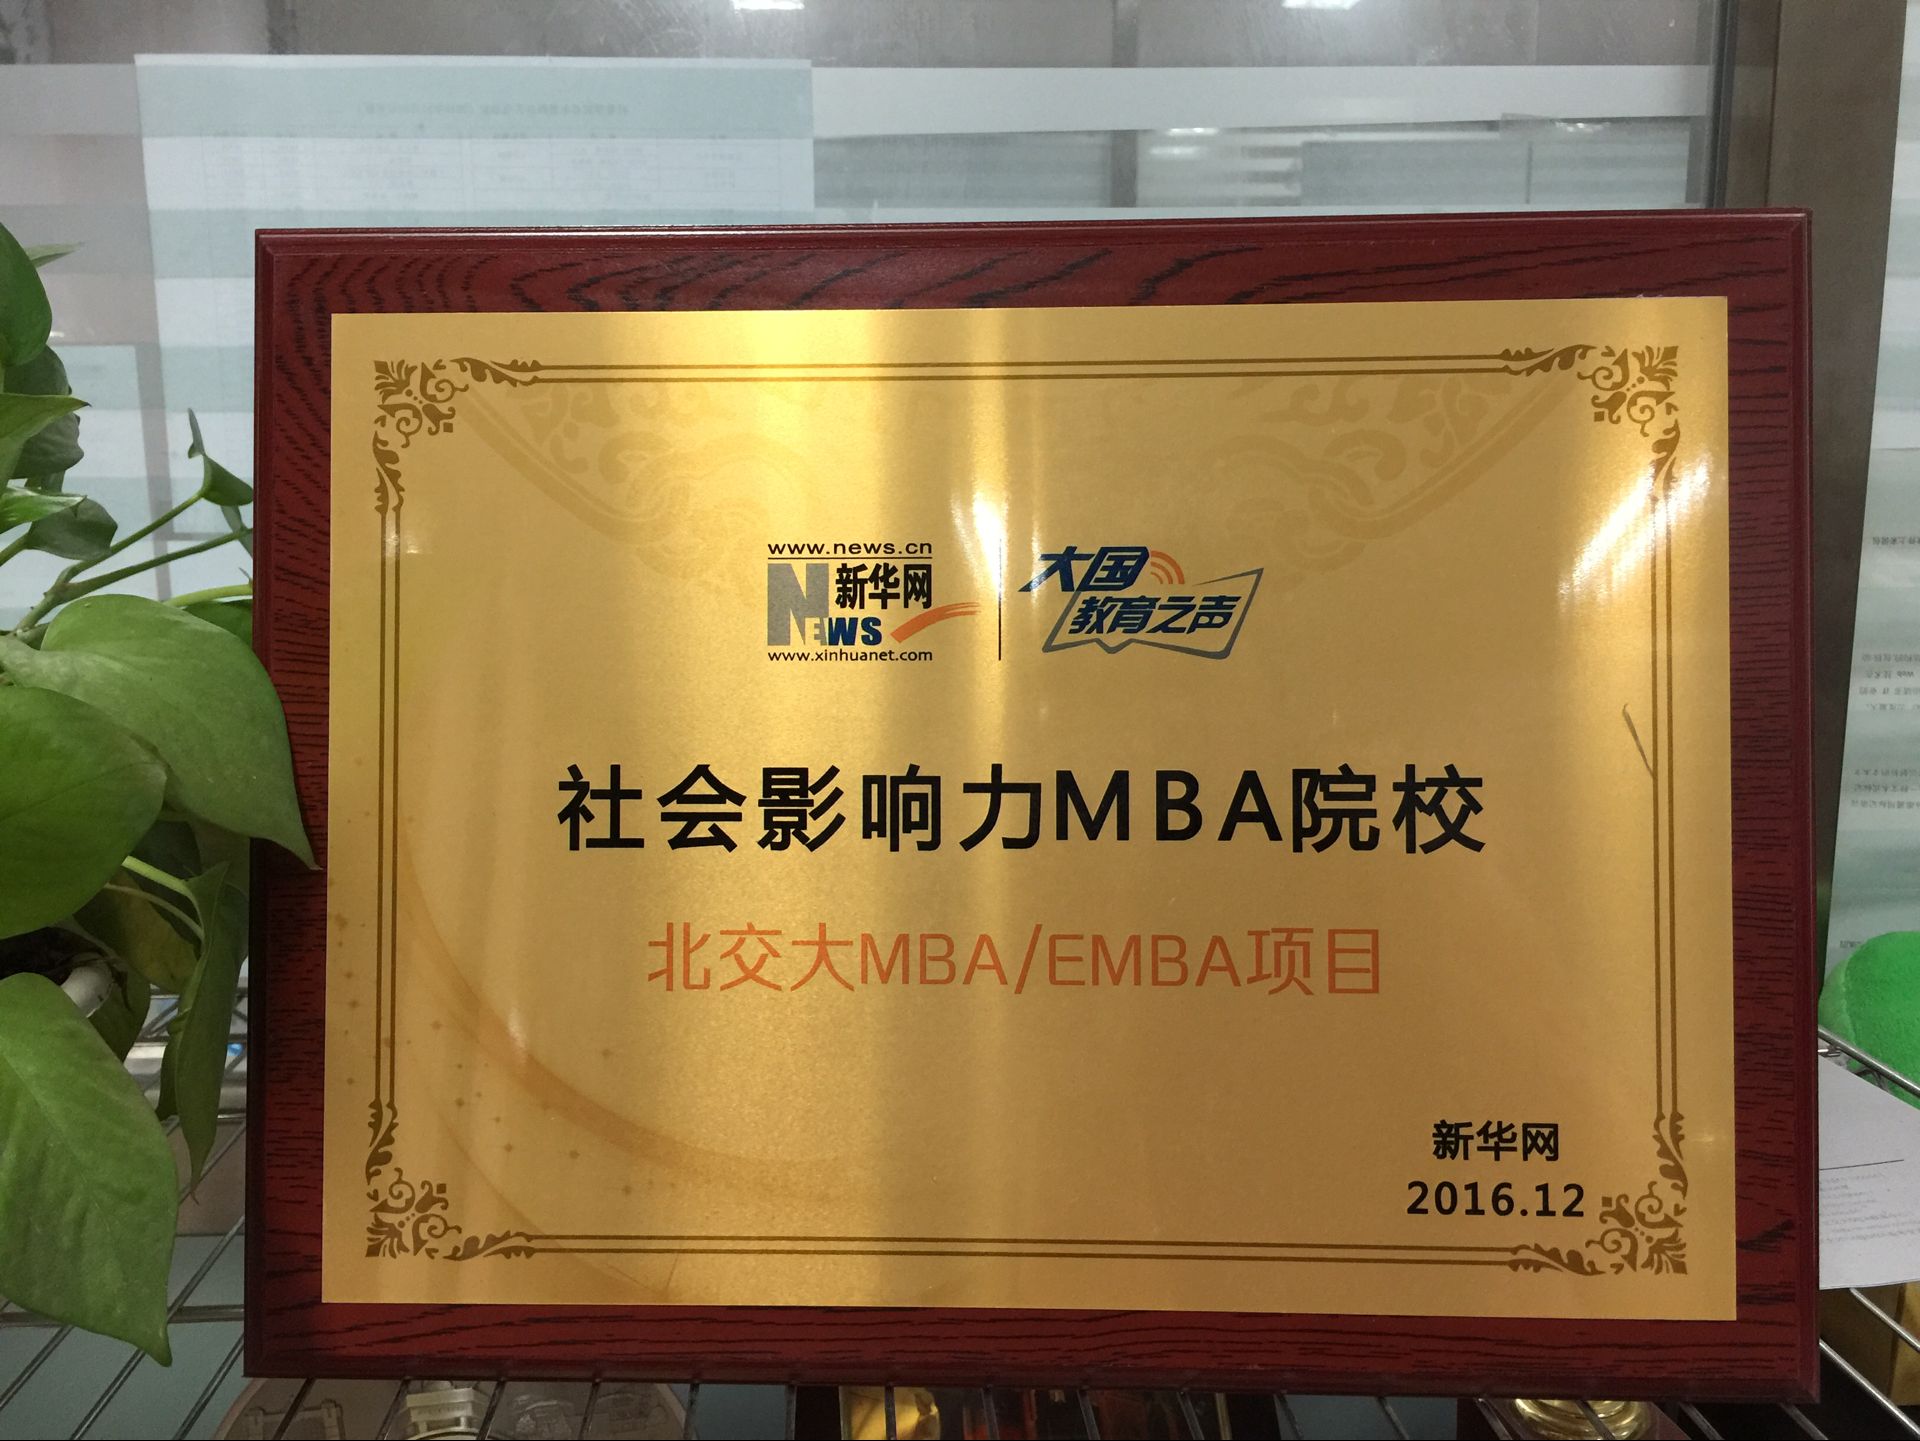 www.news.cn
新华网
NEWS
www.xinhuanet.com
大国
教育之声
社会影响力MBA院校
北交大MBA/EMBA项目
新华网
2016.12